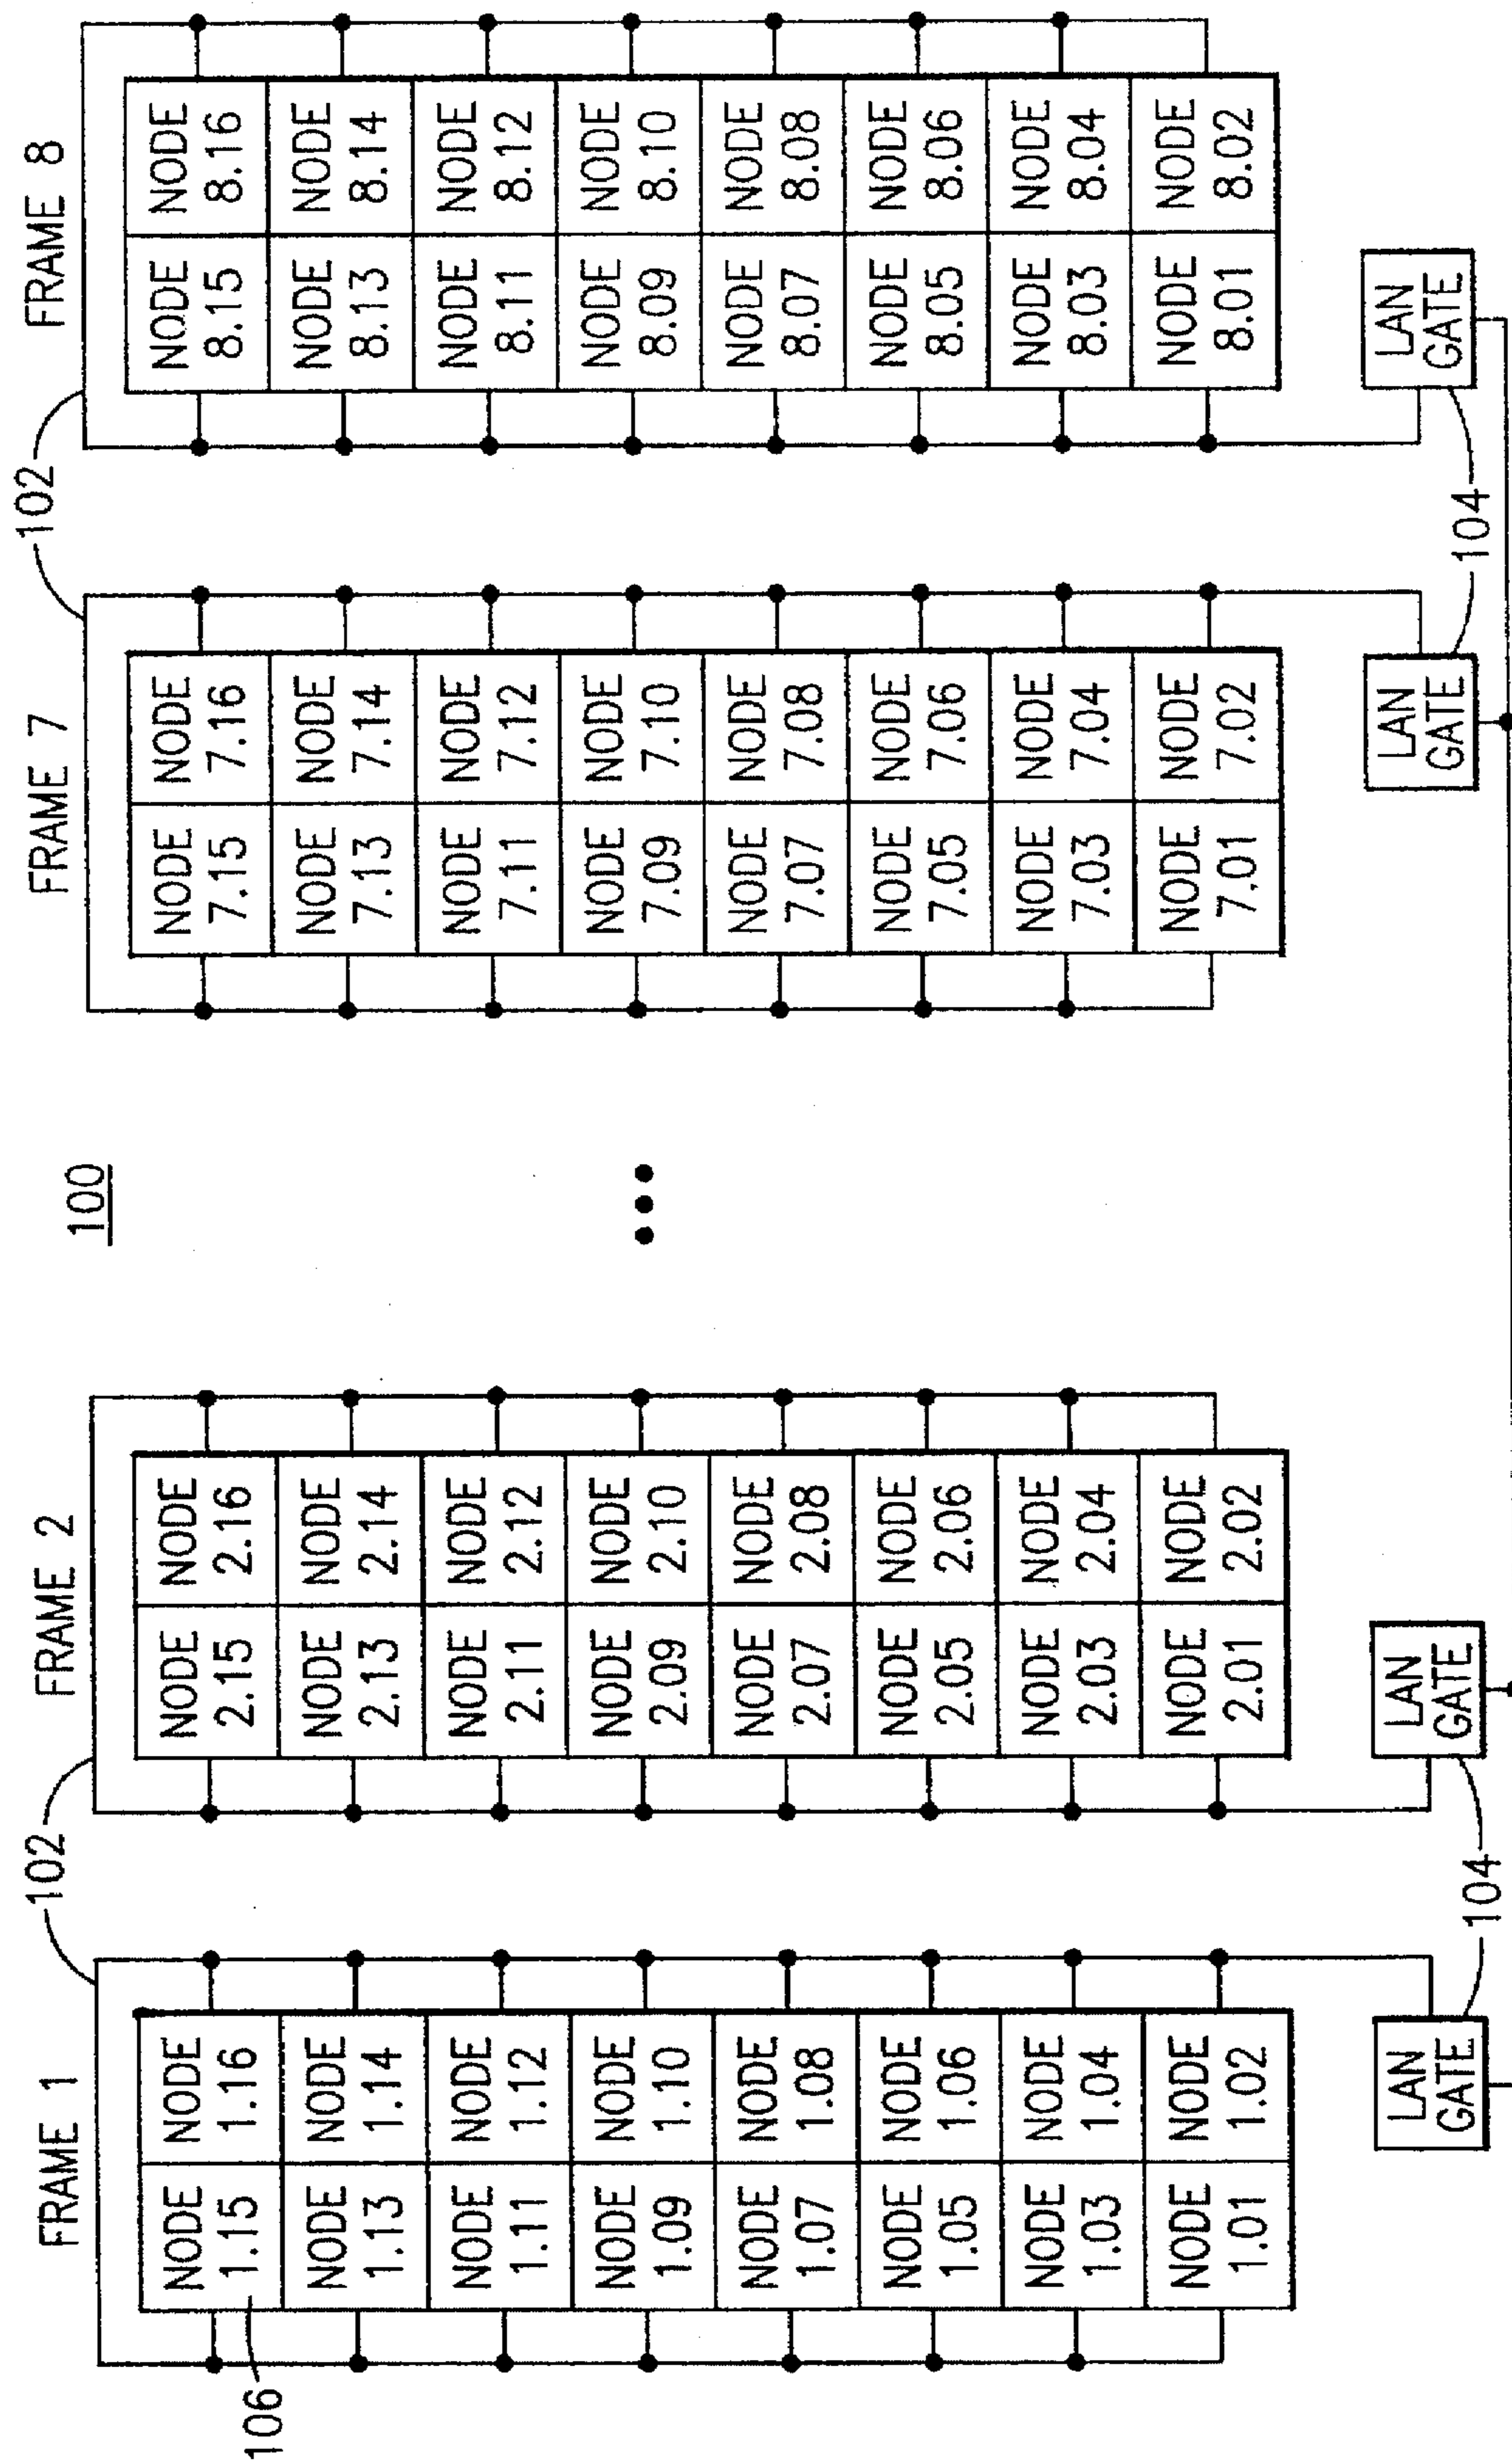 100
102
102
FRAME 1
FRAME 2
FRAME 7
FRAME 8
NODE 1.15
NODE 1.16
NODE 1.13
NODE 1.14
NODE 1.11
NODE 1.12
NODE 1.09
NODE 1.10
NODE 1.07
NODE 1.08
NODE 1.05
NODE 1.06
NODE 1.03
NODE 1.04
NODE 1.01
NODE 1.02
106
NODE 2.15
NODE 2.16
NODE 2.13
NODE 2.14
NODE 2.11
NODE 2.12
NODE 2.09
NODE 2.10
NODE 2.07
NODE 2.08
NODE 2.05
NODE 2.06
NODE 2.03
NODE 2.04
NODE 2.01
NODE 2.02
NODE 7.15
NODE 7.16
NODE 7.13
NODE 7.14
NODE 7.11
NODE 7.12
NODE 7.09
NODE 7.10
NODE 7.07
NODE 7.08
NODE 7.05
NODE 7.06
NODE 7.03
NODE 7.04
NODE 7.01
NODE 7.02
NODE 8.15
NODE 8.16
NODE 8.13
NODE 8.14
NODE 8.11
NODE 8.12
NODE 8.09
NODE 8.10
NODE 8.07
NODE 8.08
NODE 8.05
NODE 8.06
NODE 8.03
NODE 8.04
NODE 8.01
NODE 8.02
LAN
GATE
LAN
GATE
LAN
GATE
LAN
GATE
104
104